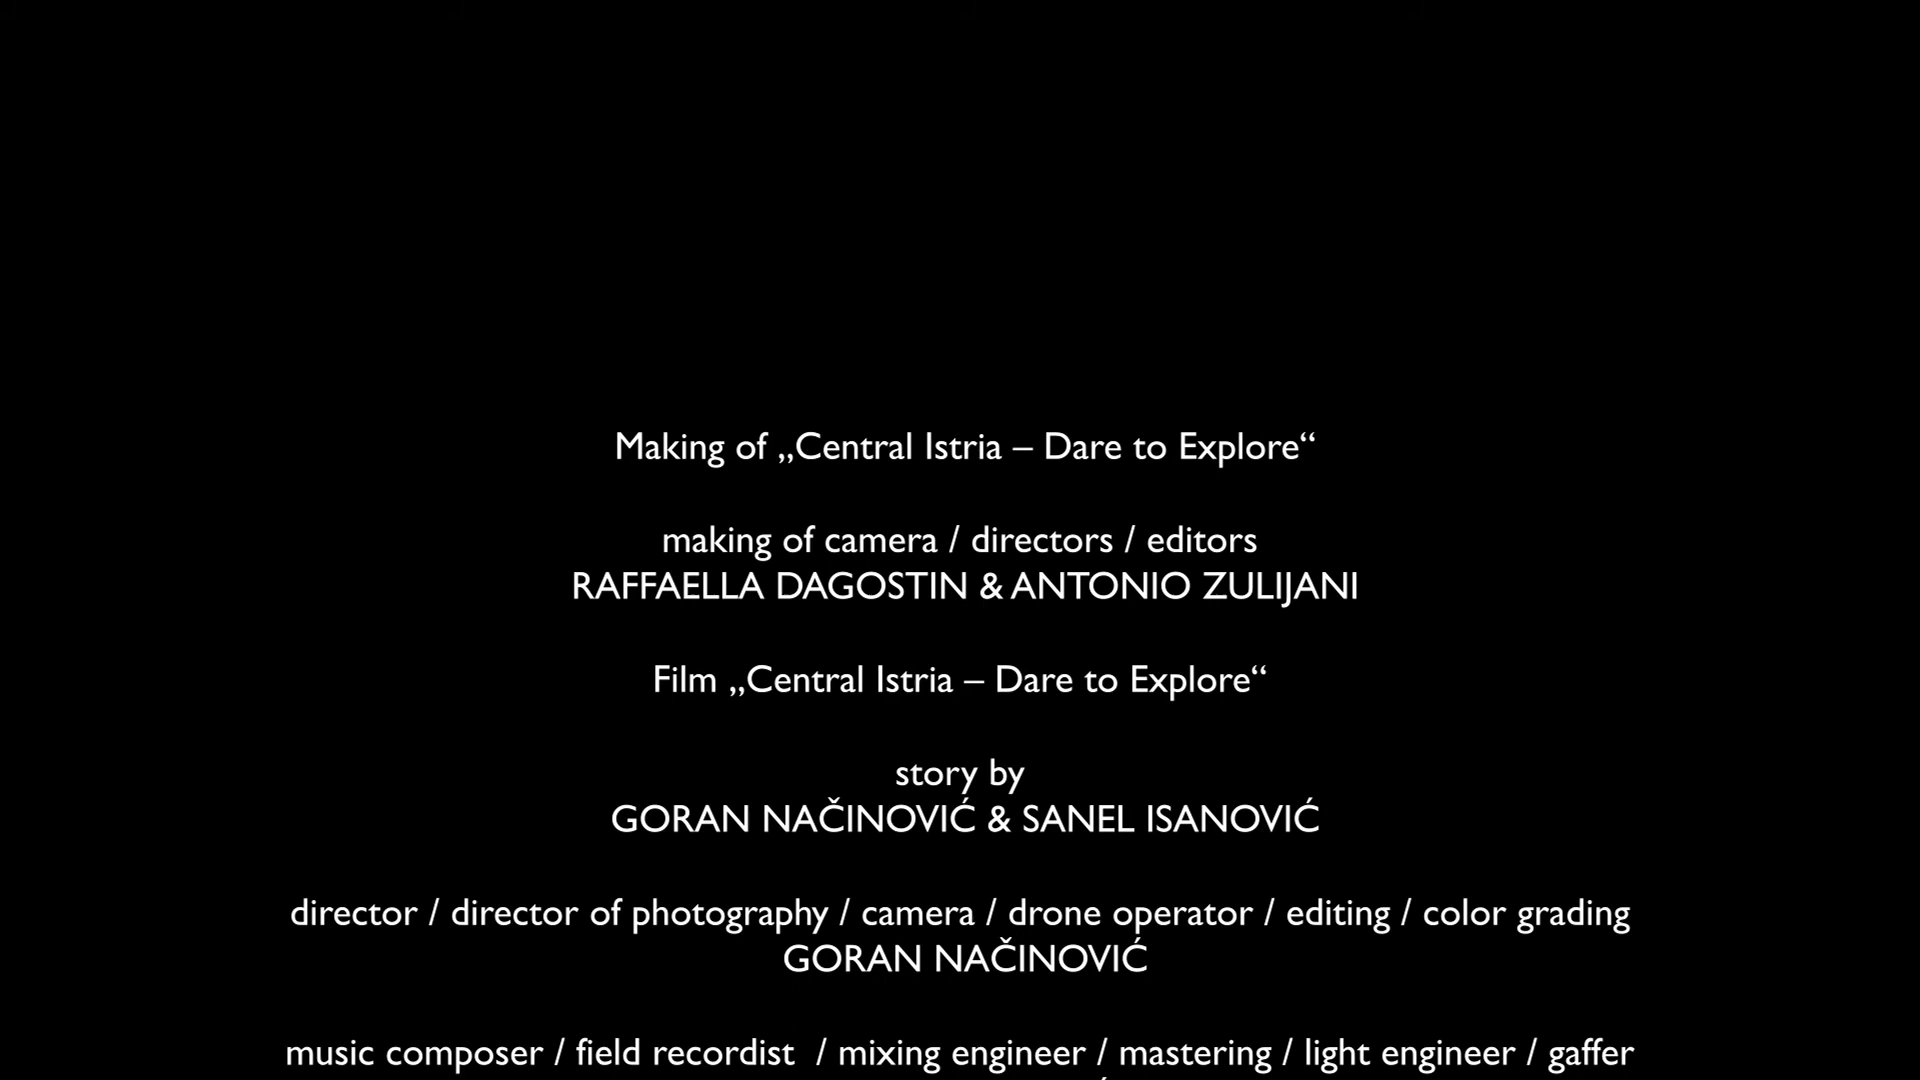 Making of „Central Istria – Dare to Explore“
making of camera / directors / editors
RAFFAELLA DAGOSTIN & ANTONIO ZULIJANI
Film „Central Istria – Dare to Explore“
story by
GORAN NAČINOVIĆ & SANEL ISANOVIĆ
director / director of photography / camera / drone operator / editing / color grading
GORAN NAČINOVIĆ
music composer / field recordist / mixing engineer / mastering / light engineer / gaffer